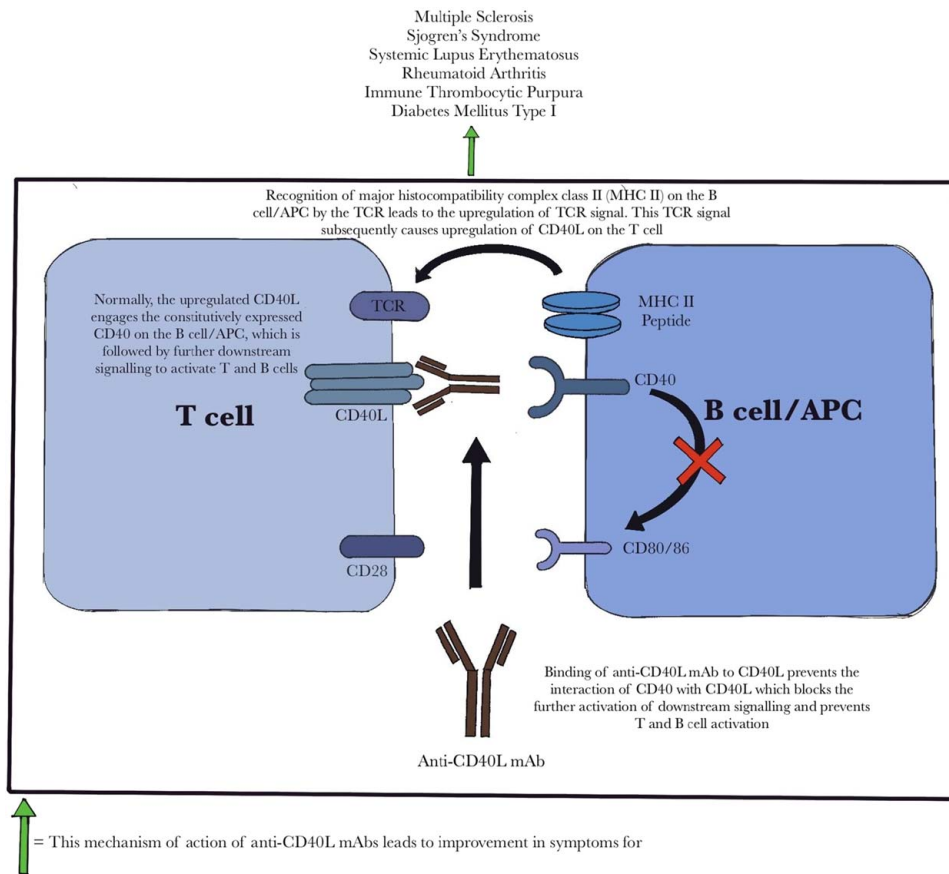 Multiple Sclerosis
Sjogren's Syndrome
Systemic Lupus Erythematosus
Rheumatoid Arthritis
Immune Thrombocytic Purpura
Diabetes Mellitus Type I
Recognition of major histocompatibility complex class II (MHC II) on the B
cell/APC by the TCR leads to the upregulation of TCR signal. This TCR signal
subsequently causes upregulation of CD40L on the T cell
Normally, the upregulated CD40L
engages the constitutively expressed
CD40 on the B cell/APC, which is
followed by further downstream
signalling to activate T and B cells
TCR
MHC II
Peptide
CD40
T cell
CD40L
B cell/APC
CD28
CD80/86
Binding of anti-CD40L mAb to CD40L prevents the
interaction of CD40 with CD40L which blocks the
further activation of downstream signalling and prevents
T and B cell activation
Anti-CD40L mAb
= This mechanism of action of anti-CD40L mAbs leads to improvement in symptoms for